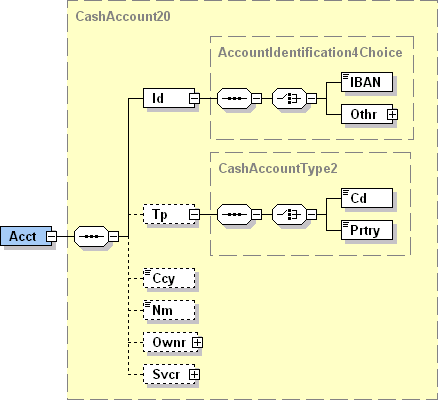 CashAccount20
AccountIdentification4Choice
IBAN
Id
Othr
CashAccountType2
Cd
Tp
Prtry
Acct
Ccy
Nm
Ownr
Svcr